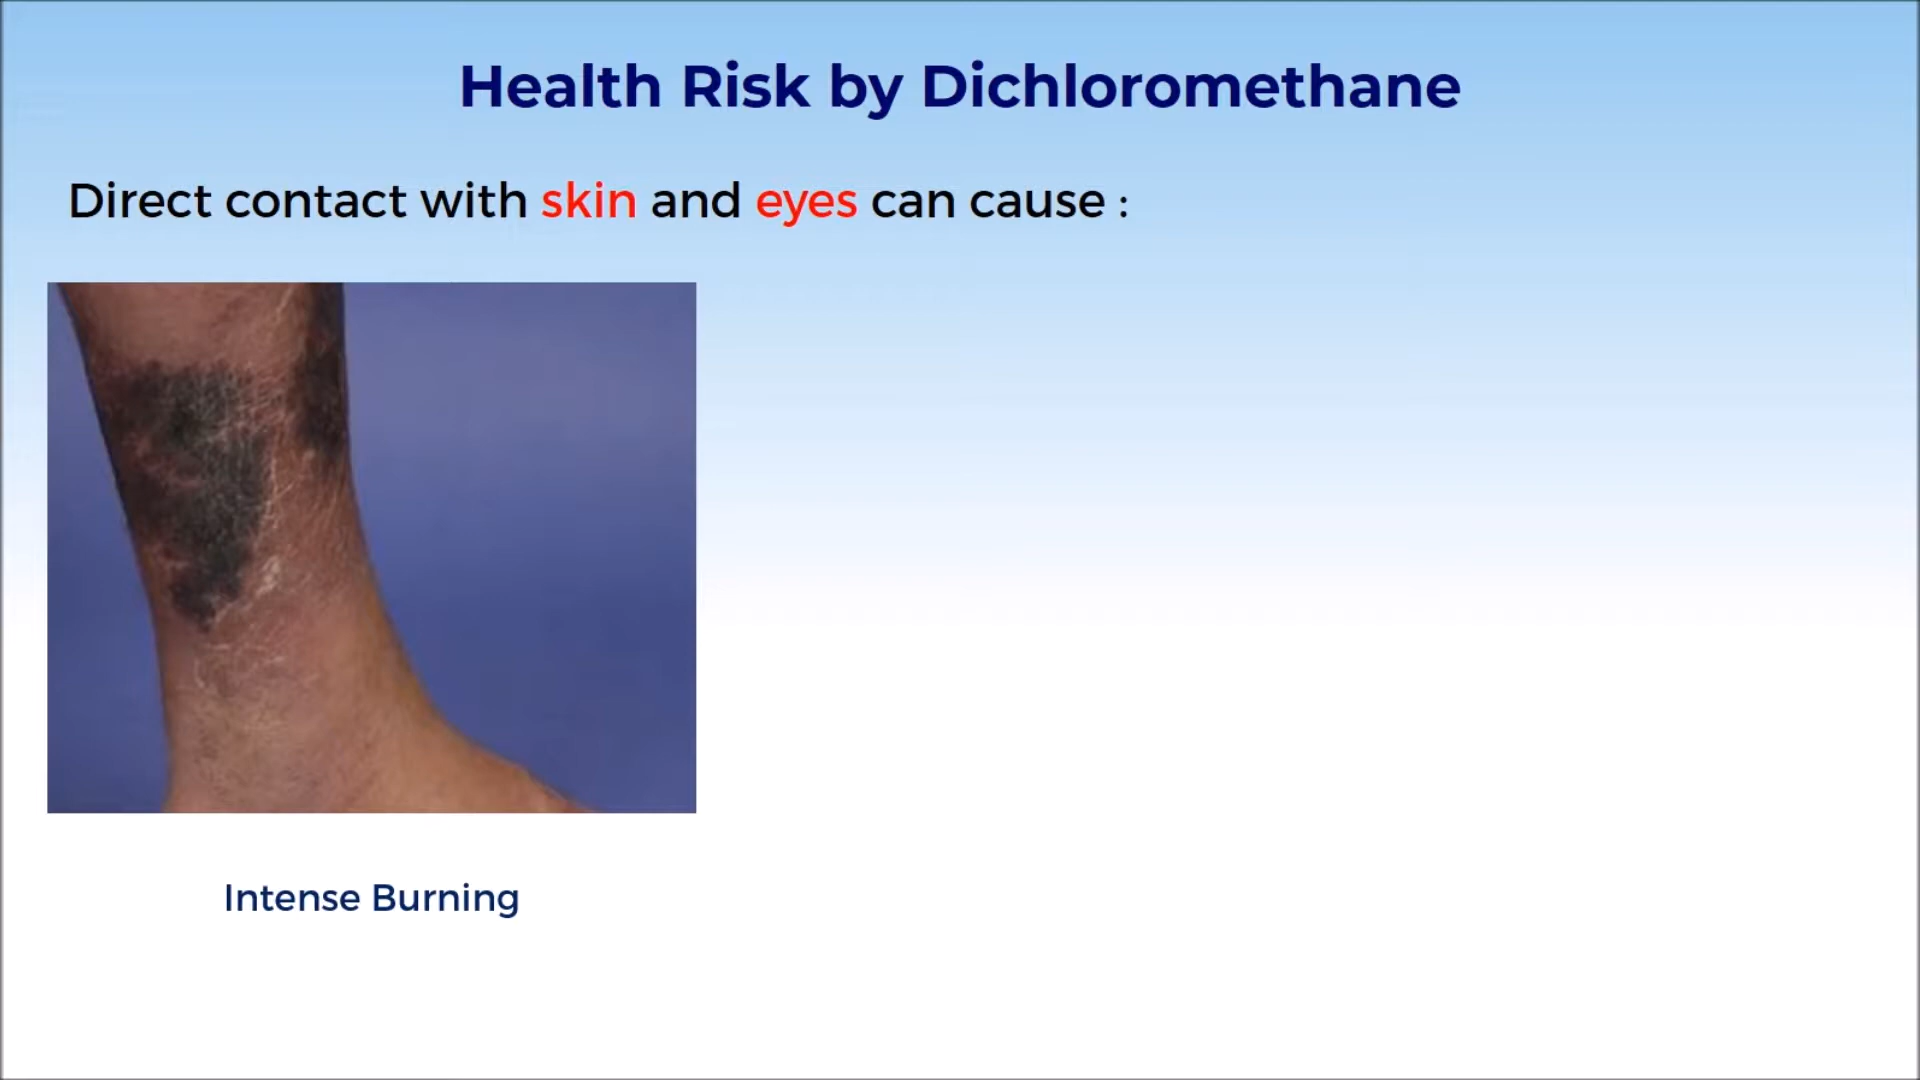 Health Risk by Dichloromethane
Direct contact with skin and eyes can cause :
Intense Burning